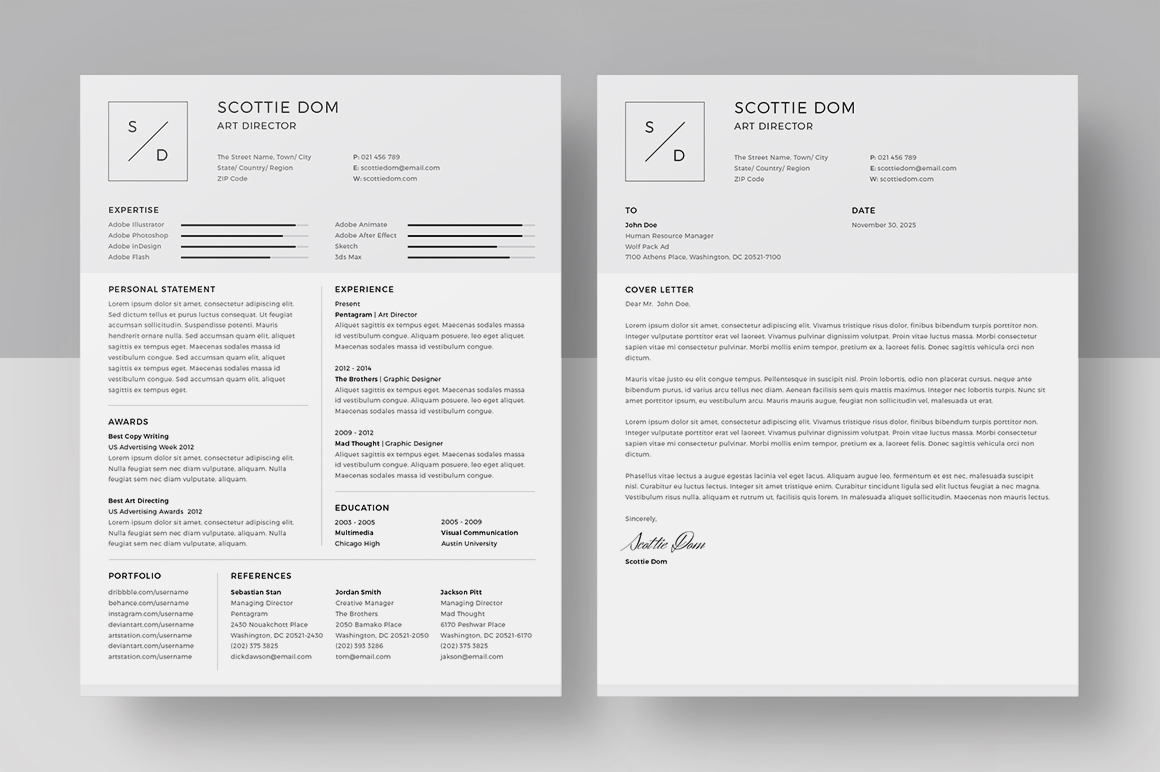 S
D
SCOTTIE DOM
ART DIRECTOR
The Street Name, Town/ City
State/ Country/ Region
ZIP Code
P: 021 456 789
E: scottiedom@email.com
W: scottiedom.com
EXPERTISE
Adobe Illustrator
Adobe Photoshop
Adobe inDesign
Adobe Flash
Adobe Animate
Adobe After Effect
Sketch
3ds Max
PERSONAL STATEMENT
Lorem ipsum dolor sit amet, consectetur adipiscing elit.
Sed dictum tellus et purus luctus consequat. Ut feugiat
accumsan sollicitudin. Suspendisse potenti. Mauris
hendrerit ornare nulla. Sed accumsan quam elit, aliquet
sagittis ex tempus eget. Maecenas sodales massa id
vestibulum congue. Sed accumsan quam elit, aliquet
sagittis ex tempus eget. Maecenas sodales massa id
vestibulum congue. Sed accumsan quam elit, aliquet
sagittis ex tempus eget.
AWARDS
Best Copy Writing
US Advertising Week 2012
Lorem ipsum dolor sit amet, consectetur adipiscing elit.
Nulla feugiat sem nec diam vulputate, aliquam.
feugiat sem nec diam vulputate, aliquam.
Best Art Directing
US Advertising Awards 2012
Lorem ipsum dolor sit amet, consectetur adipiscing elit.
Nulla feugiat sem nec diam vulputate, aliquam.
feugiat sem nec diam vulputate, aliquam.
EXPERIENCE
Present
Pentagram | Art Director
Aliquet sagittis ex tempus eget. Maecenas sodales massa
id vestibulum congue. Aliquam posuere, leo eget tempus.
Maecenas sodales massa id vestibulum congue.
2012 - 2014
The Brothers | Graphic Designer
Aliquet sagittis ex tempus eget. Maecenas sodales massa
id vestibulum congue. Aliquam posuere, leo eget tempus.
Maecenas sodales massa id vestibulum congue.
2009 - 2012
Mad Thought | Graphic Designer
Aliquet sagittis ex tempus eget. Maecenas sodales massa
id vestibulum congue. Aliquam posuere, leo eget tempus.
Maecenas sodales massa id vestibulum congue.
EDUCATION
2003 - 2005
Multimedia
Chicago High
2005 - 2009
Visual Communication
Austin University
PORTFOLIO
dribbble.com/username
behance.com/username
instagram.com/username
deviantart.com/username
artstation.com/username
deviantart.com/username
artstation.com/username
REFERENCES
Sebastian Stan
Managing Director
Pentagram
2430 Nouakchott Place
Washington, DC 20521-2430
(202) 375 3825
dickdawson@email.com
Jordan Smith
Creative Manager
The Brothers
2050 Bamako Place
Washington, DC 20521-2050
(202) 393 3286
tom@email.com
Jackson Pitt
Managing Director
Mad Thought
6170 Peshwar Place
Washington, DC 20521-6170
(202) 375 3825
jakson@email.com
S
D
SCOTTIE DOM
ART DIRECTOR
The Street Name, Town/ City
State/ Country/ Region
ZIP Code
P: 021 456 789
E: scottiedom@email.com
W: scottiedom.com
TO
John Doe
Human Resource Manager
Wolf Pack Ad
7100 Athens Place, Washington, DC 20521-7100
DATE
November 30, 2025
COVER LETTER
Dear Mr. John Doe,
Lorem ipsum dolor sit amet, consectetur adipiscing elit. Vivamus tristique risus dolor, finibus bibendum turpis porttitor non.
Integer vulputate porttitor erat vel laoreet. Vivamus dignissim volutpat. Proin vitae luctus massa. Morbi consectetur
sapien vitae mi consectetur pulvinar. Morbi mollis enim tempor, pretium ex a, laoreet felis. Donec sagittis vehicula orci non
dictum.
Mauris vitae justo eu elit congue tempus. Pellentesque in suscipit nisl. Proin lobortis, odio non placerat cursus, neque ante
bibendum purus, id varius arcu tellus nec diam. Aenean facilisis sem quis mattis maximus. Integer nec lobortis nulla. Nunc sit
amet porttitor ipsum, eu vestibulum arcu. Mauris mauris augue, feugiat non sollicitudin vel, malesuada ut erat.
Lorem ipsum dolor sit amet, consectetur adipiscing elit. Vivamus tristique risus dolor, finibus bibendum turpis porttitor non.
Integer vulputate porttitor erat vel laoreet. Vivamus dignissim volutpat. Proin vitae luctus massa. Morbi consectetur
sapien vitae mi consectetur pulvinar. Morbi mollis enim tempor, pretium ex a, laoreet felis. Donec sagittis vehicula orci non
dictum.
Phasellus vitae lectus a augue egestas lacinia vel eget lacus. Aliquam augue leo, fermentum et est nec, malesuada suscipit
nisl. Curabitur eu luctus lectus. Integer sit amet tristique enim. Curabitur tincidunt ligula sed elit luctus feugiat a nec magna.
Vestibulum risus nulla, aliquam et rutrum ut, facilisis quis lorem. In malesuada aliquet sollicitudin. Maecenas non mauris lectus.
Sincerely,
Scottie Dom
Scottie Dom